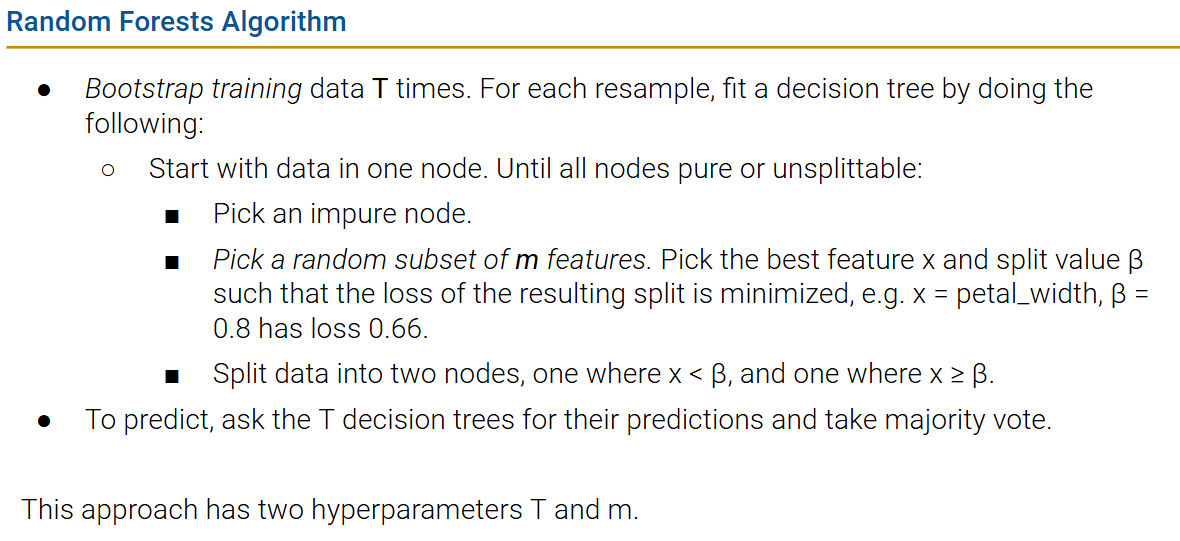 Random Forests Algorithm
● Bootstrap training data T times. For each resample, fit a decision tree by doing the
following:
○ Start with data in one node. Until all nodes pure or unsplittable:
■ Pick an impure node.
■ Pick a random subset of m features. Pick the best feature x and split value β
such that the loss of the resulting split is minimized, e.g. x = petal_width, β =
0.8 has loss 0.66.
■ Split data into two nodes, one where x < β, and one where x ≥ β.
● To predict, ask the T decision trees for their predictions and take majority vote.
This approach has two hyperparameters T and m.